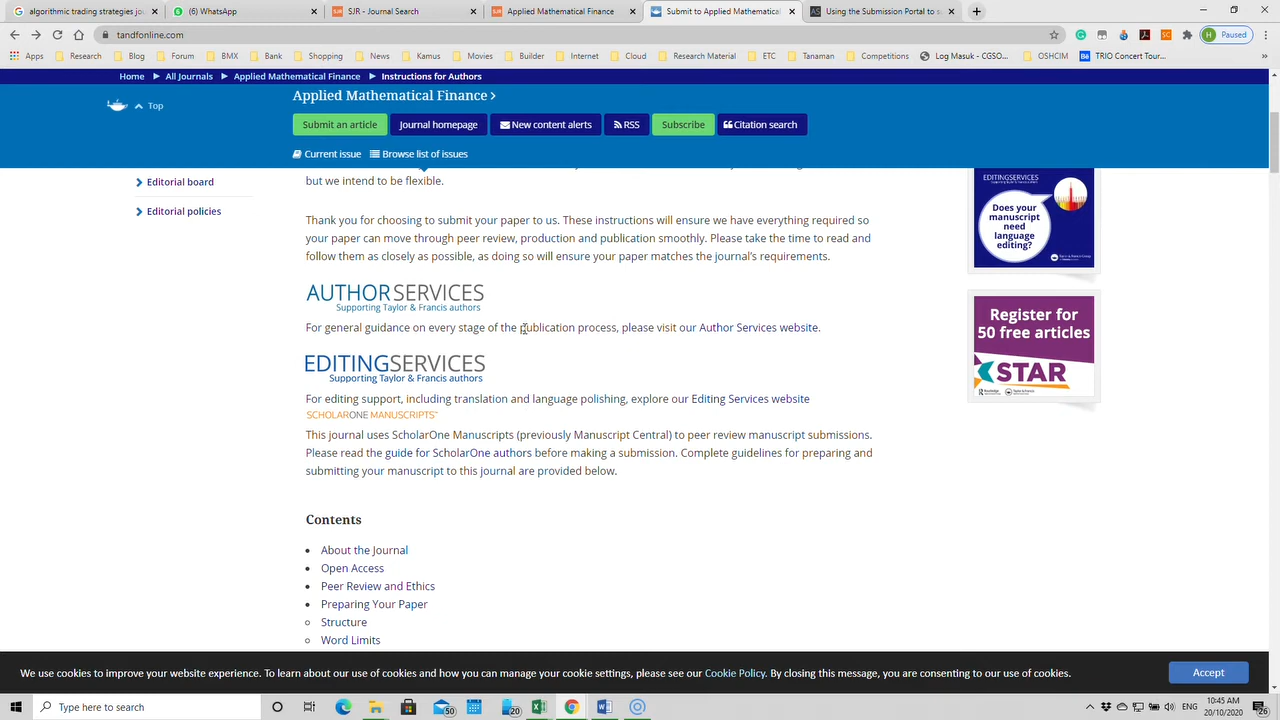 algorithmic trading strategies jou
(6) WhatsApp
SJR - Journal Search
Applied Mathematical Finance
Submit to Applied Mathematical
Using the Submission Portal to s
tandfonline.com
H Paused
Apps Research Blog Forum BMX Bank Shopping News Kamus Movies Builder Internet Cloud Research Material ETC Tanaman Competitions Log Masuk - CGSO... OSHCIM TRIO Concert Tour...
Home All Journals Applied Mathematical Finance Instructions for Authors
Top
Applied Mathematical Finance
Submit an article Journal homepage New content alerts RSS Subscribe Citation search
Current issue Browse list of issues
Editorial board
Editorial policies
but we intend to be flexible.
Thank you for choosing to submit your paper to us. These instructions will ensure we have everything required so
your paper can move through peer review, production and publication smoothly. Please take the time to read and
follow them as closely as possible, as doing so will ensure your paper matches the journal's requirements.
AUTHORSERVICES
Supporting Taylor & Francis authors
For general guidance on every stage of the publication process, please visit our Author Services website.
EDITINGSERVICES
Supporting Taylor & Francis authors
For editing support, including translation and language polishing, explore our Editing Services website
SCHOLARONE MANUSCRIPTS™
This journal uses ScholarOne Manuscripts (previously Manuscript Central) to peer review manuscript submissions.
Please read the guide for ScholarOne authors before making a submission. Complete guidelines for preparing and
submitting your manuscript to this journal are provided below.
Contents
About the Journal
Open Access
Peer Review and Ethics
Preparing Your Paper
Structure
Word Limits
EDITINGSERVICES
Supporting Taylor & Francis authors
Does your
manuscript
need
language
editing?
Register for
50 free articles
STAR
We use cookies to improve your website experience. To learn about our use of cookies and how you can manage your cookie settings, please see our Cookie Policy. By closing this message, you are consenting to our use of cookies.
Accept
Type here to search
50
20
ENG
10:45 AM
20/10/2020
26